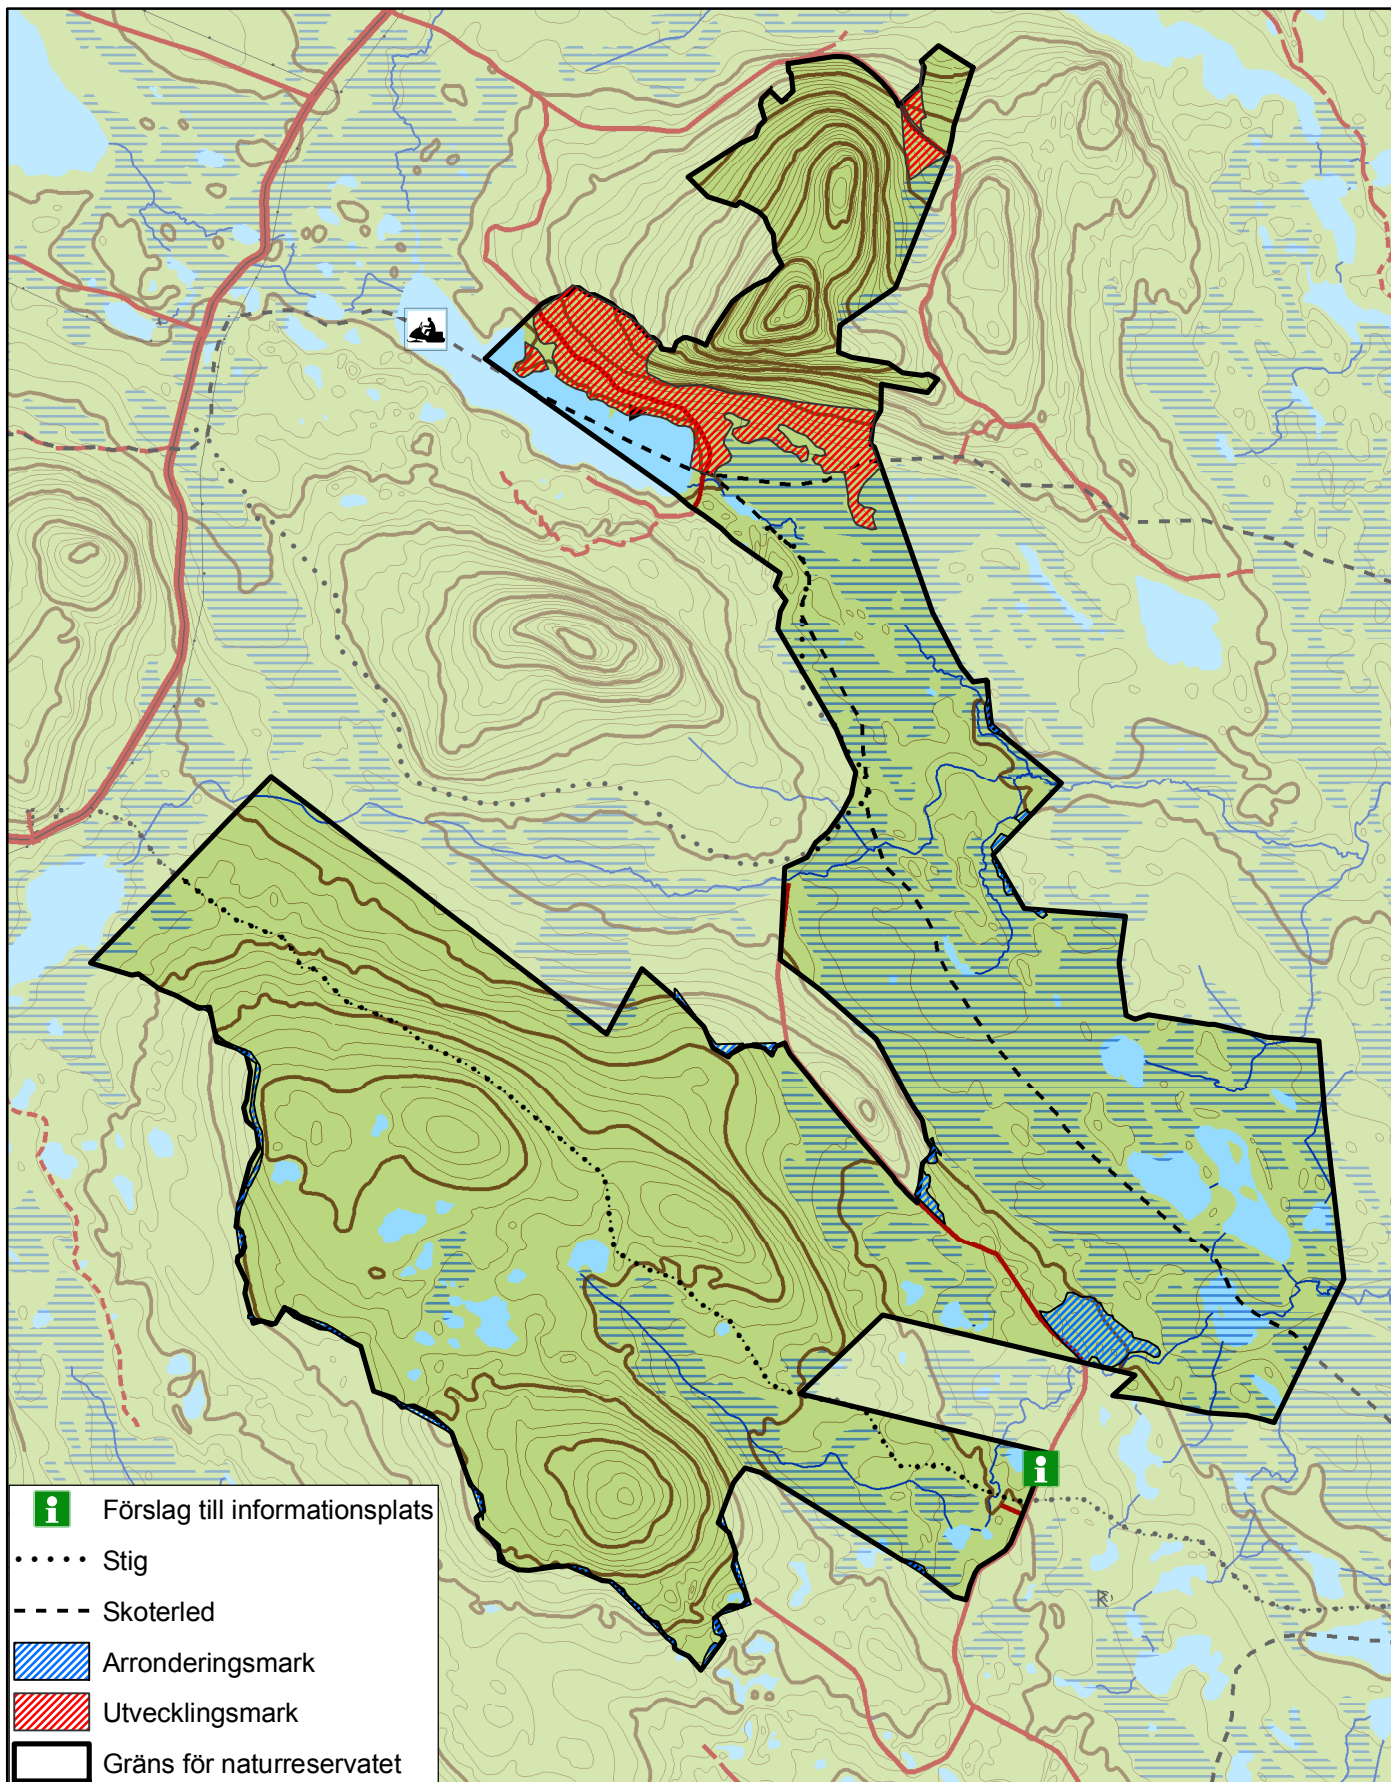 Förslag till informationsplats
Stig
Skoterled
Arronderingsmark
Utvecklingsmark
Gräns för naturreservatet